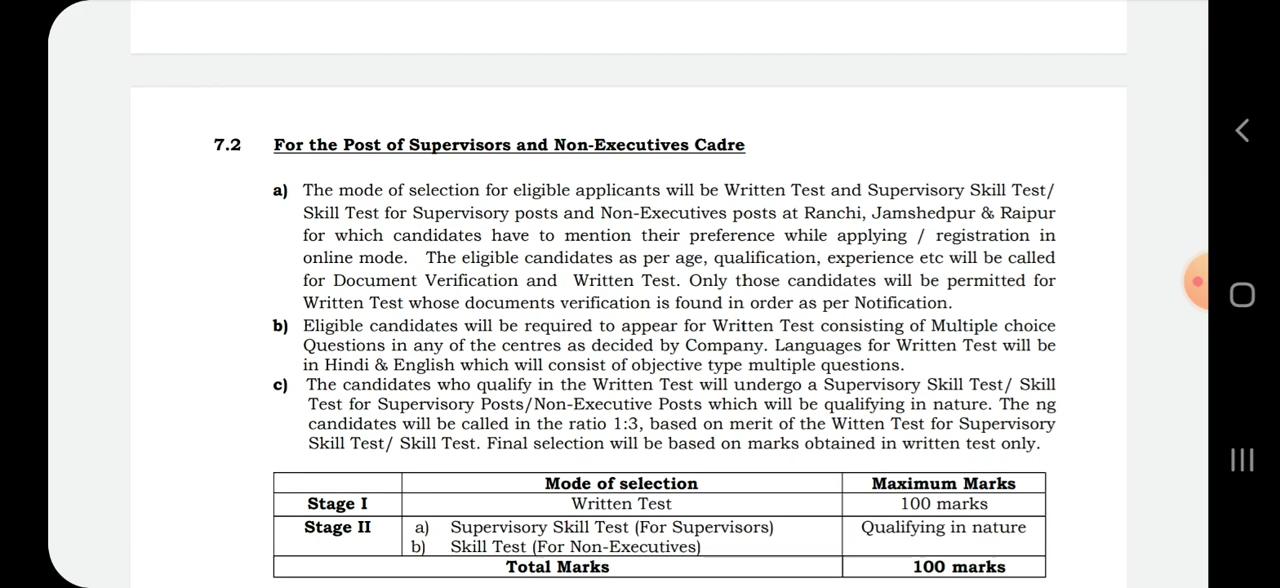 7.2 For the Post of Supervisors and Non-Executives Cadre
a) The mode of selection for eligible applicants will be Written Test and Supervisory Skill Test/
Skill Test for Supervisory posts and Non-Executives posts at Ranchi, Jamshedpur & Raipur
for which candidates have to mention their preference while applying / registration in
online mode. The eligible candidates as per age, qualification, experience etc will be called
for Document Verification and Written Test. Only those candidates will be permitted for
Written Test whose documents verification is found in order as per Notification.
b) Eligible candidates will be required to appear for Written Test consisting of Multiple choice
Questions in any of the centres as decided by Company. Languages for Written Test will be
in Hindi & English which will consist of objective type multiple questions.
c) The candidates who qualify in the Written Test will undergo a Supervisory Skill Test/ Skill
Test for Supervisory Posts/Non-Executive Posts which will be qualifying in nature. The ng
candidates will be called in the ratio 1:3, based on merit of the Witten Test for Supervisory
Skill Test/ Skill Test. Final selection will be based on marks obtained in written test only.
Mode of selection Maximum Marks
Stage I Written Test 100 marks
Stage II a) Supervisory Skill Test (For Supervisors) Qualifying in nature
b) Skill Test (For Non-Executives)
Total Marks 100 marks